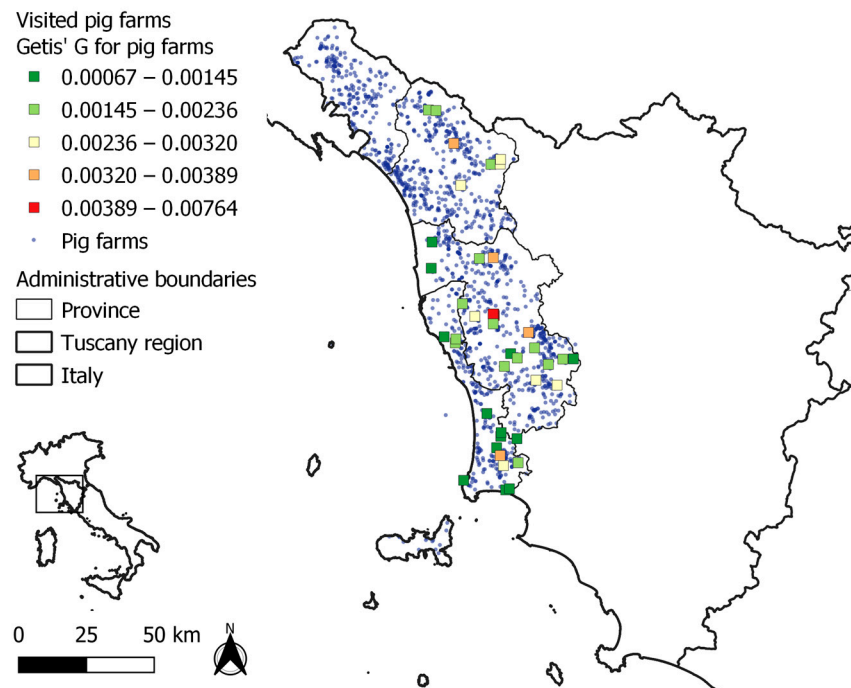 Visited pig farms
Getis' G for pig farms
0.00067 – 0.00145
0.00145 – 0.00236
0.00236 – 0.00320
0.00320 – 0.00389
0.00389 – 0.00764
Pig farms
Administrative boundaries
Province
Tuscany region
Italy
0 25 50 km
N